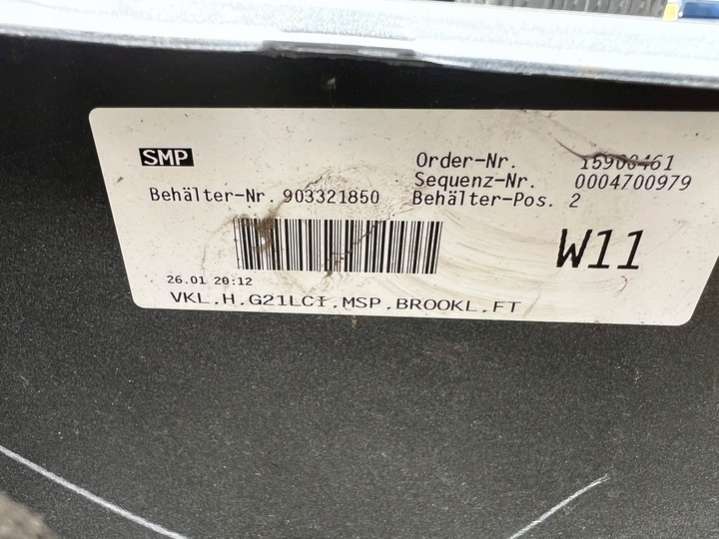 SMP
Order-Nr. 15900461
Sequenz-Nr. 0004700979
Behälter-Nr. 903321850 Behälter-Pos. 2
W11
26.01 20:12
VKL.H.G21LCI.MSP.BROOKL.FT